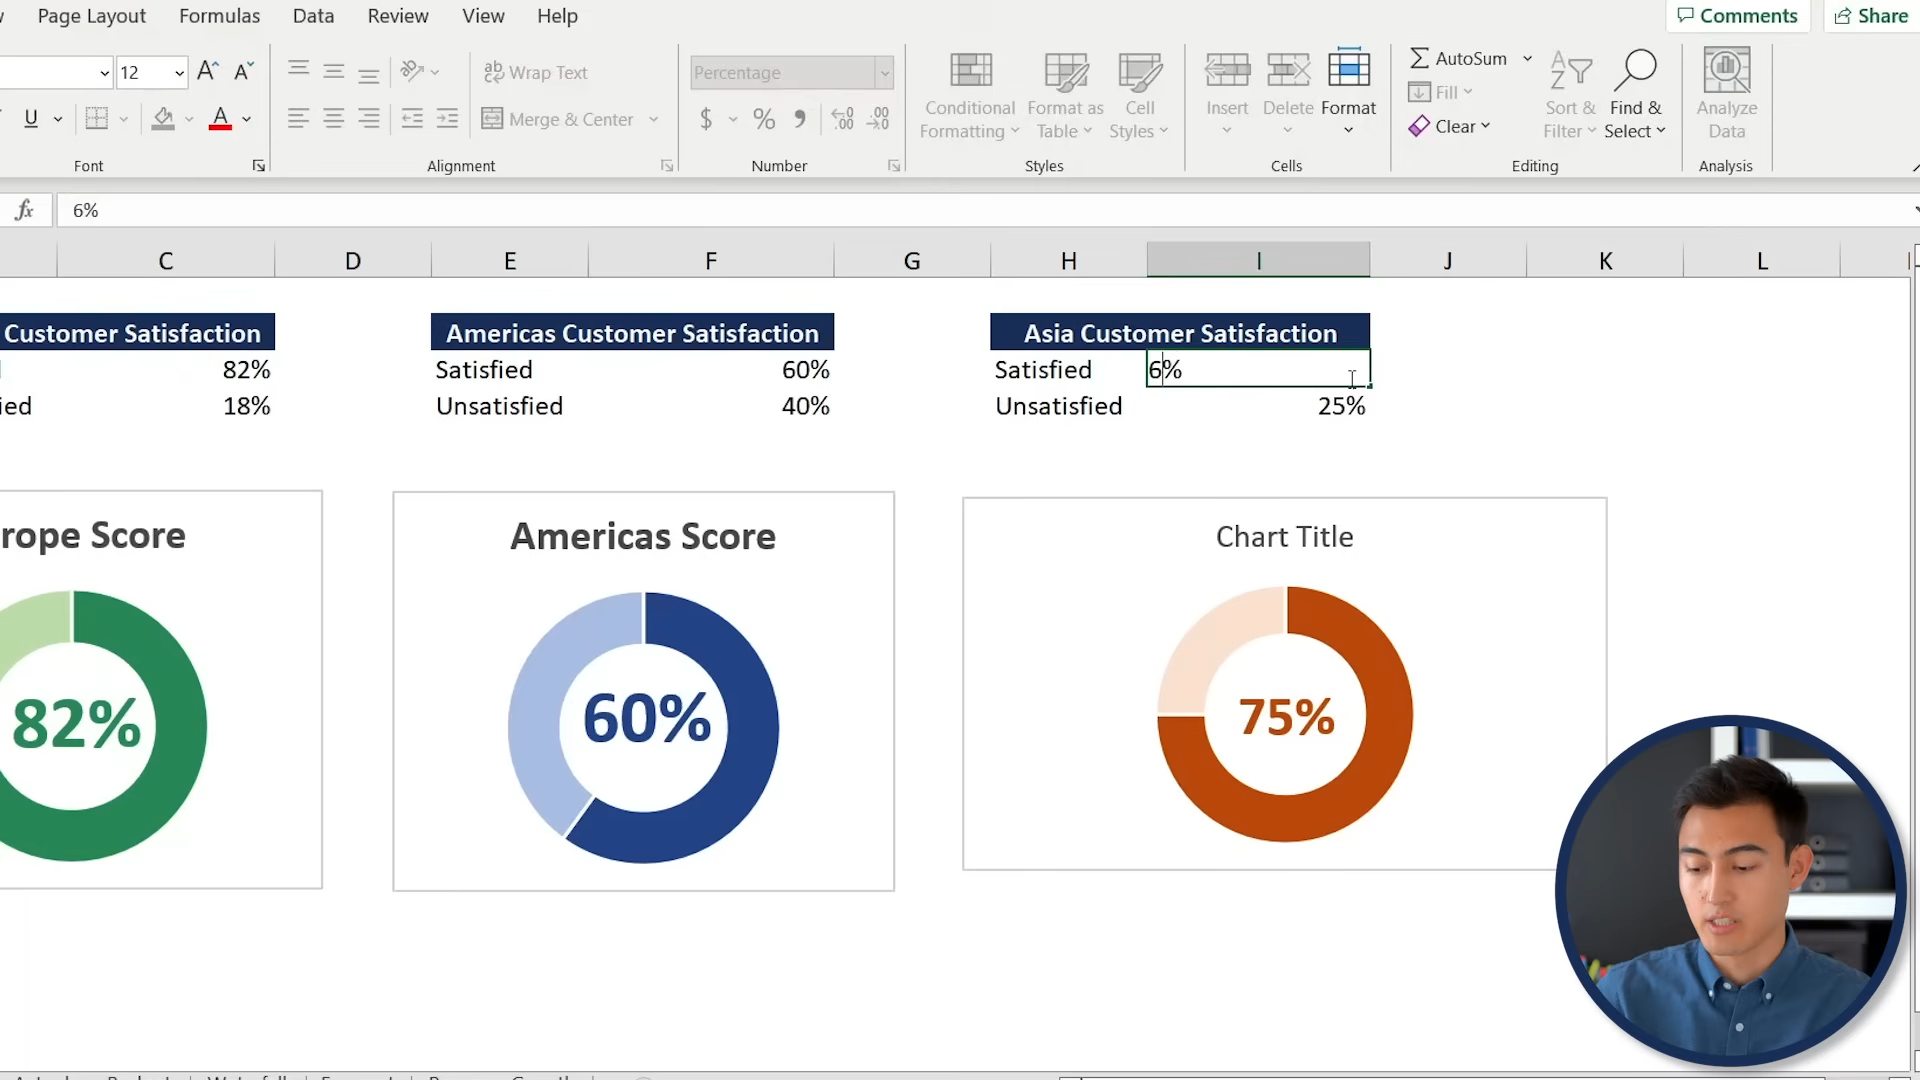 Page Layout Formulas Data Review View Help Comments Share
12 A A Wrap Text Percentage AutoSum
Fill
U A Merge & Center $ % Conditional Formatting Format as Table Cell Styles Insert Delete Format Clear Sort & Filter Find & Select Analyze Data
Font Alignment Number Styles Cells Editing Analysis
fx 6%
C D E F G H I J K L
Customer Satisfaction Americas Customer Satisfaction Asia Customer Satisfaction
82% Satisfied 60% Satisfied 6%
ied 18% Unsatisfied 40% Unsatisfied 25%
rope Score Americas Score Chart Title
82% 60% 75%